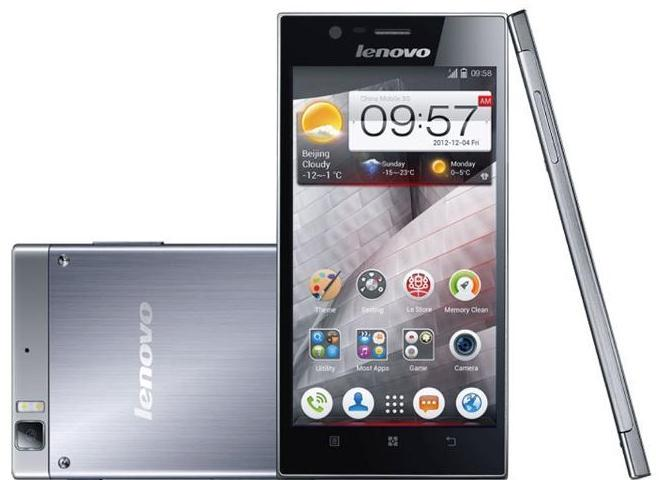 lenovo
09:58
China Mobile 3G
09:57
AM
2012-12-04 Fri
Beijing
Cloudy
-12~-1 °C
Sunday
-15~-23°C
Monday
0~5°C
Theme
Setting
Le Store
Memory Clean
Utility
Most Apps
Game
Camera
lenovo